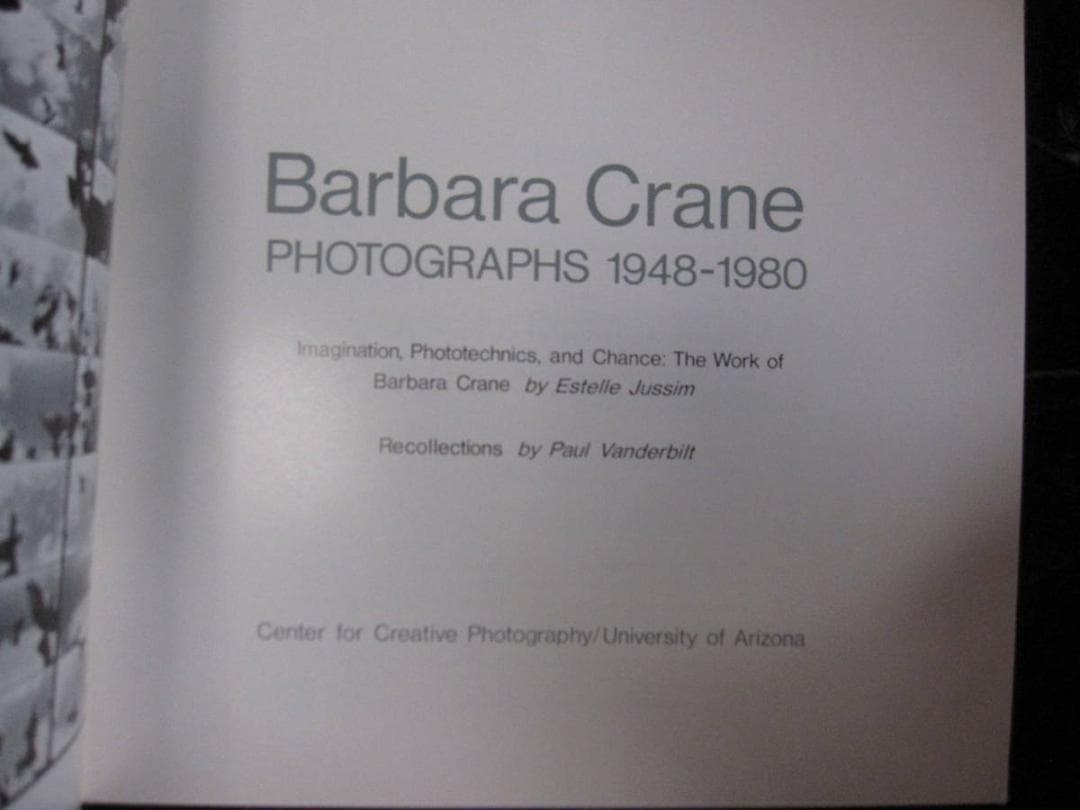 Barbara Crane
PHOTOGRAPHS 1948-1980
Imagination, Phototechnics, and Chance: The Work of
Barbara Crane by Estelle Jussim
Recollections by Paul Vanderbilt
Center for Creative Photography/University of Arizona